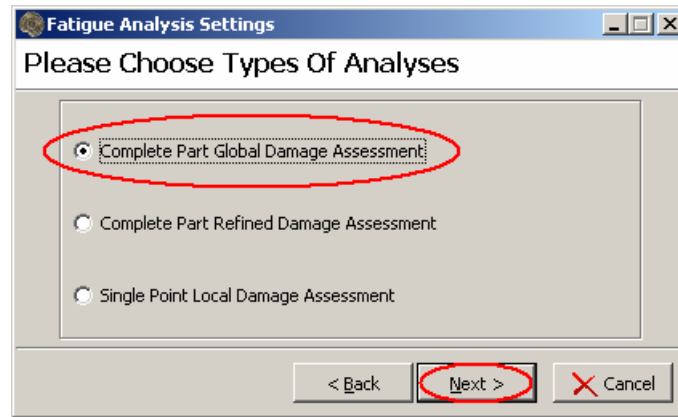 Fatigue Analysis Settings
Please Choose Types Of Analyses
Complete Part Global Damage Assessment
Complete Part Refined Damage Assessment
Single Point Local Damage Assessment
< Back Next > Cancel